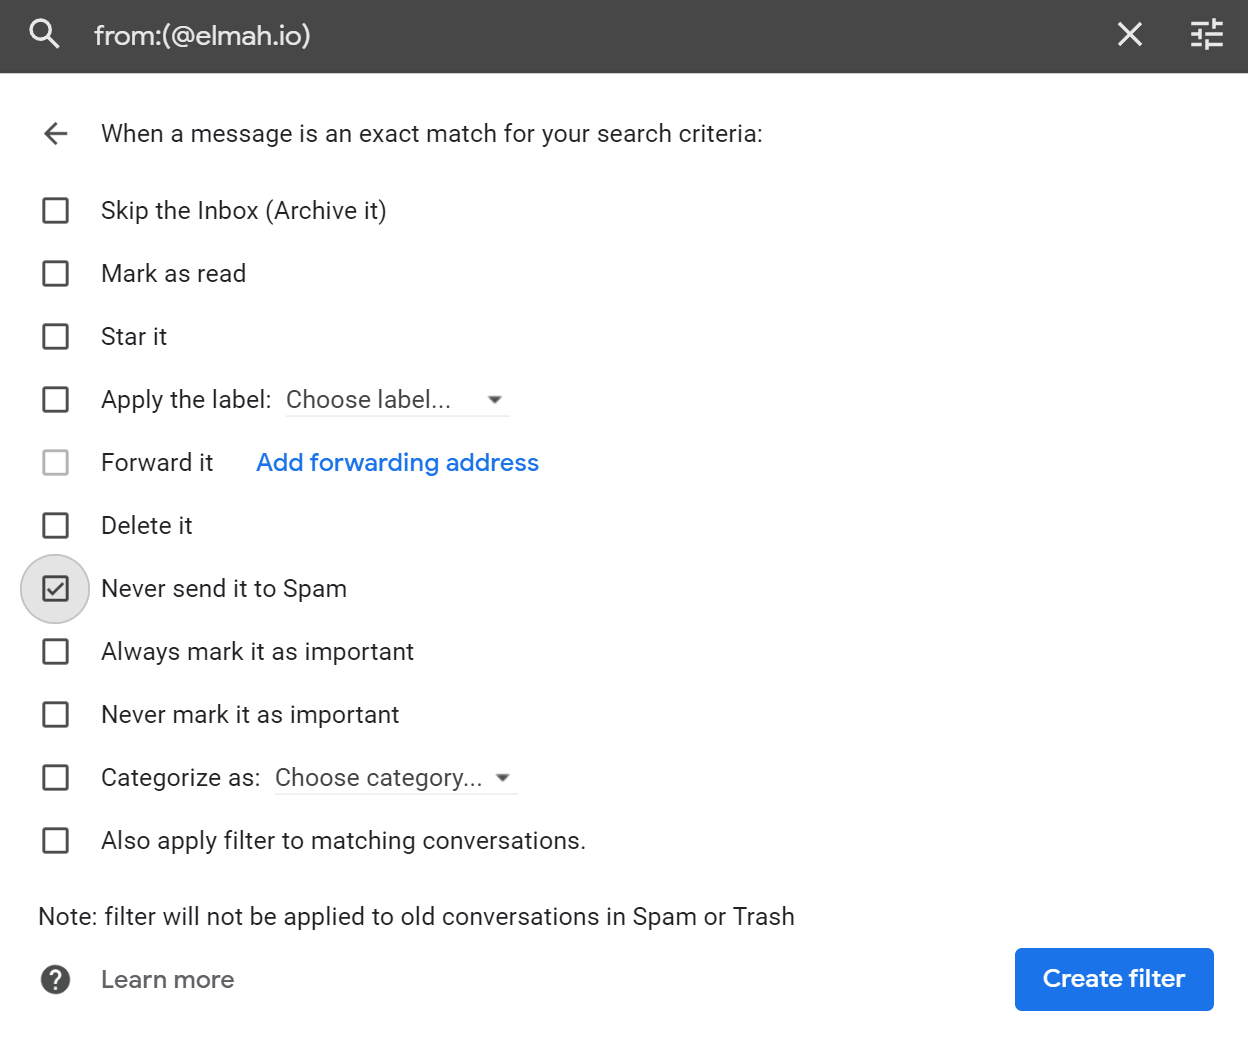 from:(@elmah.io)
When a message is an exact match for your search criteria:
Skip the Inbox (Archive it)
Mark as read
Star it
Apply the label: Choose label...
Forward it Add forwarding address
Delete it
Never send it to Spam
Always mark it as important
Never mark it as important
Categorize as: Choose category...
Also apply filter to matching conversations.
Note: filter will not be applied to old conversations in Spam or Trash
Learn more
Create filter